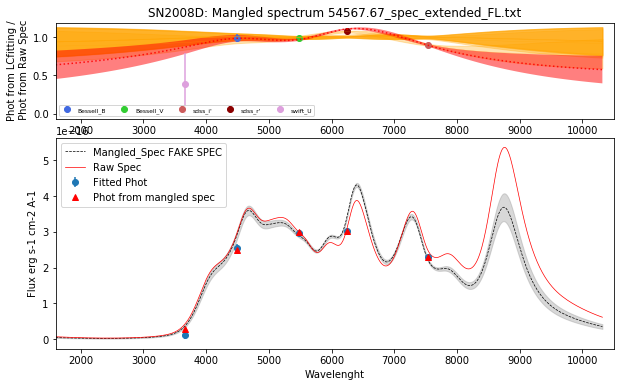 SN2008D: Mangled spectrum 54567.67_spec_extended_FL.txt
Phot from LCfitting /
Phot from Raw Spec
1.0
0.5
0.0
Bessell_B
Bessell_V
sdss_i'
sdss_r'
swift_U
2000 3000 4000 5000 6000 7000 8000 9000 10000
Flux erg s-1 cm-2 A-1
5
4
3
2
1
0
Mangled_Spec FAKE SPEC
Raw Spec
Fitted Phot
Phot from mangled spec
2000 3000 4000 5000 6000 7000 8000 9000 10000
Wavelenght